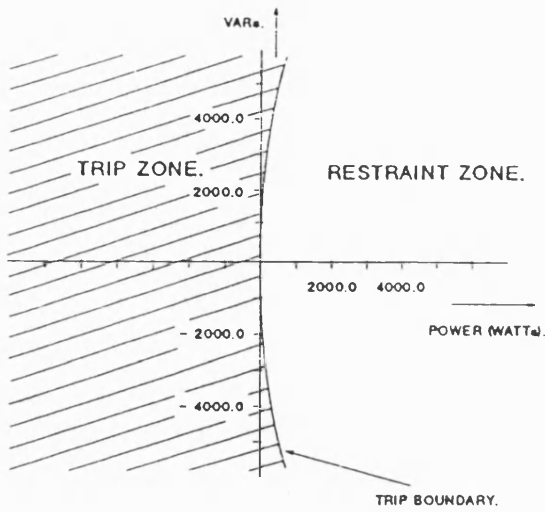 VARs.
4000.0
TRIP ZONE.
RESTRAINT ZONE.
2000.0
2000.0 4000.0
POWER (WATTs).
- 2000.0
- 4000.0
TRIP BOUNDARY.